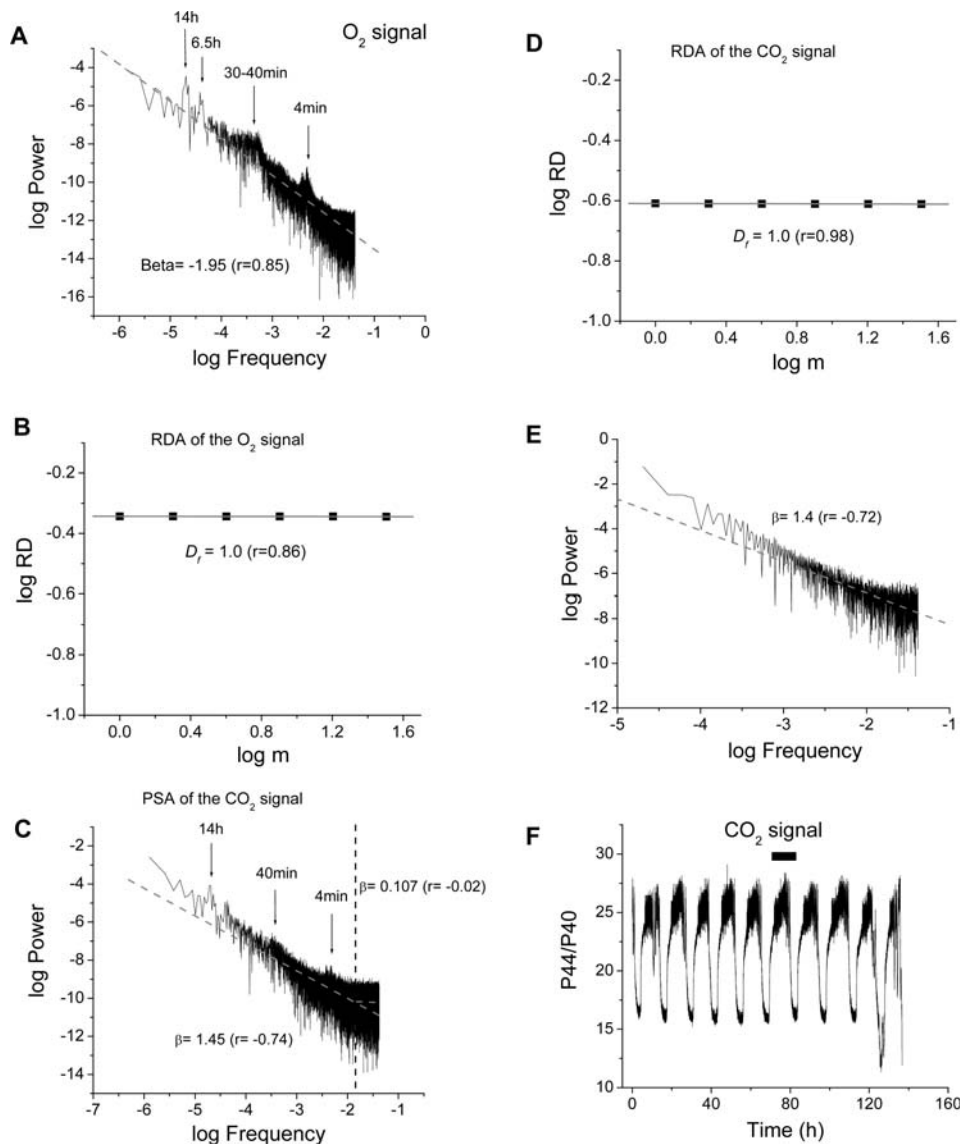 A
O2 signal
14h
6.5h
30-40min
4min
-4
-6
-8
-10
-12
-14
-16
log Power
Beta= -1.95 (r=0.85)
-6 -5 -4 -3 -2 -1 0
log Frequency
B
RDA of the O2 signal
-0.2
-0.4
-0.6
-0.8
-1.0
log RD
Df = 1.0 (r=0.86)
0.0 0.4 0.8 1.2 1.6
log m
C
PSA of the CO2 signal
14h
40min
4min
β= 0.107 (r= -0.02)
0
-2
-4
-6
-8
-10
-12
-14
log Power
β= 1.45 (r= -0.74)
-7 -6 -5 -4 -3 -2 -1
log Frequency
D
RDA of the CO2 signal
-0.2
-0.4
-0.6
-0.8
-1.0
log RD
Df = 1.0 (r=0.98)
0.0 0.4 0.8 1.2 1.6
log m
E
0
-2
-4
-6
-8
-10
-12
log Power
β= 1.4 (r= -0.72)
-5 -4 -3 -2 -1
log Frequency
F
CO2 signal
30
25
20
15
10
P44/P40
0 40 80 120 160
Time (h)